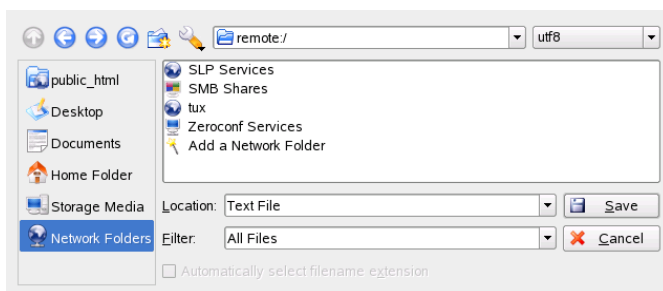 remote:/
utf8
public_html
Desktop
Documents
Home Folder
Storage Media
Network Folders
SLP Services
SMB Shares
tux
Zeroconf Services
Add a Network Folder
Location: Text File
Save
Filter: All Files
Cancel
Automatically select filename extension